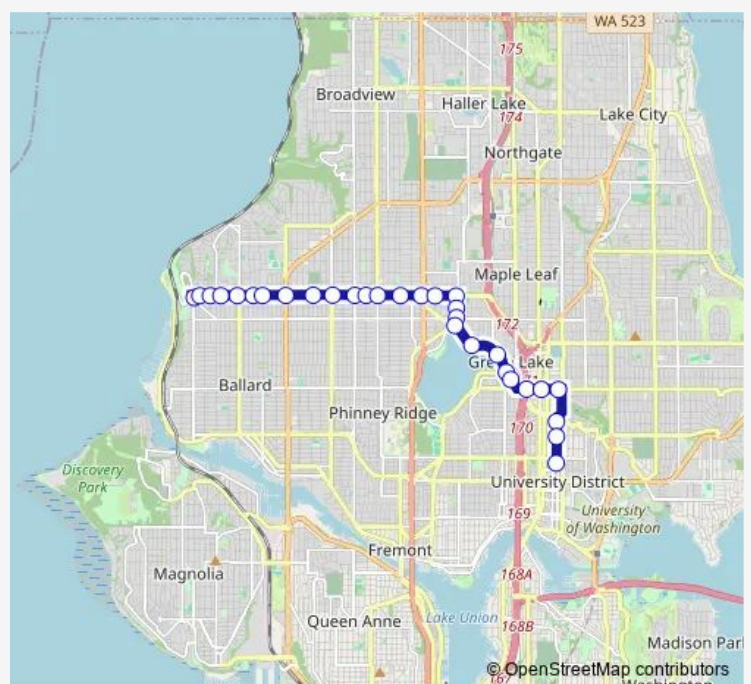 WA 523
175
Broadview
Haller Lake
174
Lake City
Northgate
Maple Leaf
172
Green Lake
Ballard
Phinney Ridge
170
Discovery
Park
University District
169
University
of Washington
Fremont
Magnolia
168A
Queen Anne
Lake Union
168B
Madison Par
© OpenStreetMap contributors
Washington